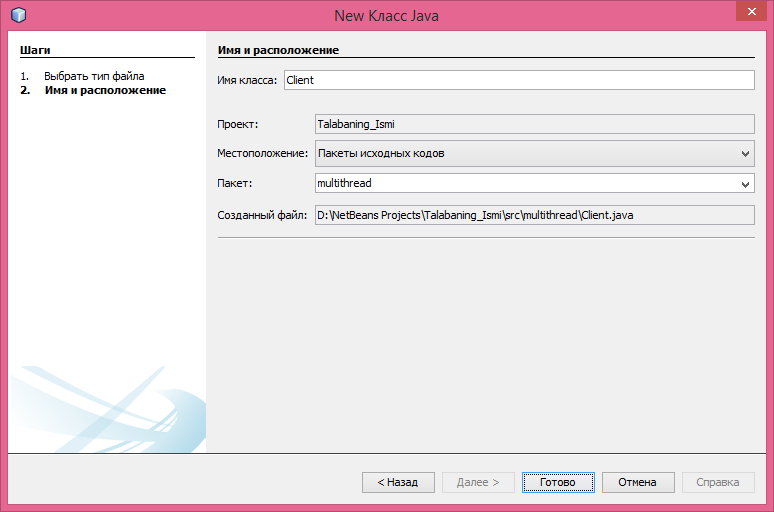 New Класс Java
Шаги
1. Выбрать тип файла
2. Имя и расположение
Имя и расположение
Имя класса: Client
Проект: Talabaning_Ismi
Местоположение: Пакеты исходных кодов
Пакет: multithread
Созданный файл: D:\NetBeans Projects\Talabaning_Ismi\src\multithread\Client.java
< Назад Далее > Готово Отмена Справка